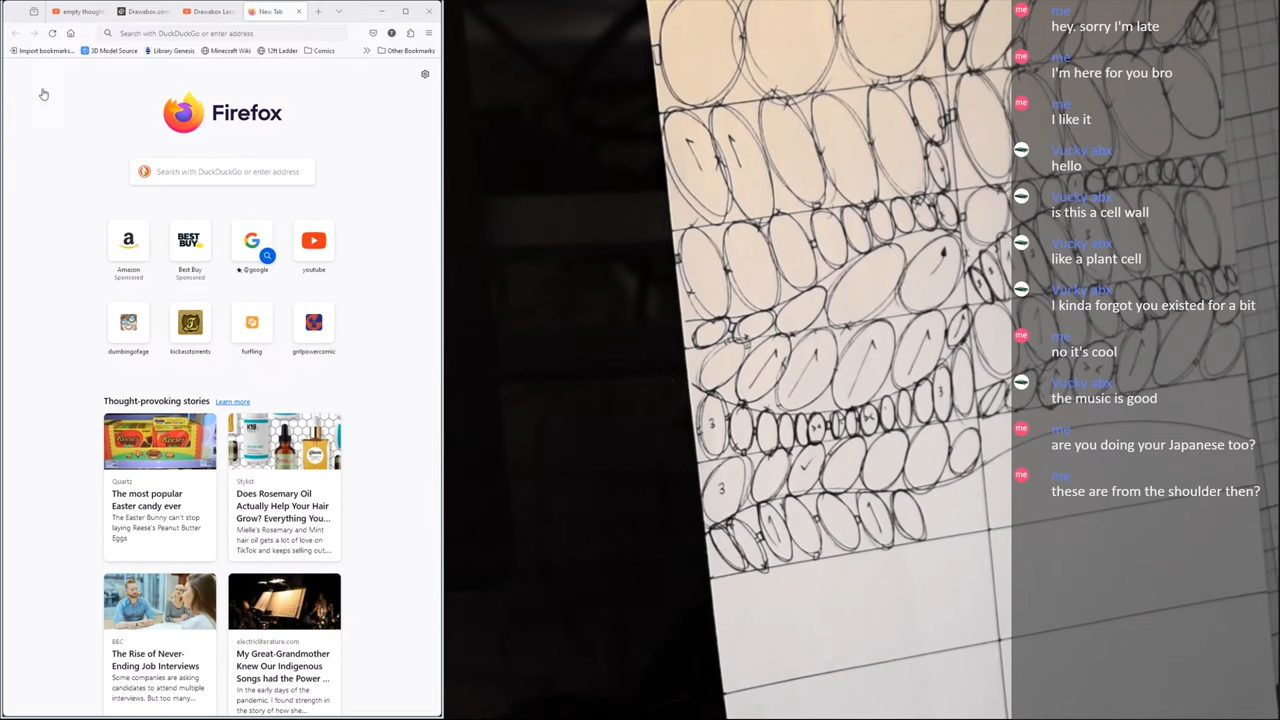 empty thought
Drawabox.com
Drawabox Les
New Tab
Search with DuckDuckGo or enter address
Import bookmarks...
3D Model Source
Library Genesis
Minecraft Wiki
12ft Ladder
Comics
Other Bookmarks
Firefox
Search with DuckDuckGo or enter address
Amazon
Sponsored
Best Buy
Sponsored
@google
youtube
dumbingofage
kickasstorrents
furfling
grrlpowercomic
Thought-provoking stories
Learn more
Quartz
The most popular
Easter candy ever
The Easter Bunny can't stop
laying Reese's Peanut Butter
Eggs
Stylist
Does Rosemary Oil
Actually Help Your Hair
Grow? Everything You...
Mielle's Rosemary and Mint
hair oil gets a lot of love on
TikTok and keeps selling out....
BBC
The Rise of Never-
Ending Job Interviews
Some companies are asking
candidates to attend multiple
interviews. But too many...
electricliterature.com
My Great-Grandmother
Knew Our Indigenous
Songs had the Power ...
In the early days of the
pandemic, I found strength in
the story of how she...
3
3
3
me
hey. sorry I'm late
me
I'm here for you bro
me
I like it
Vucky abx
hello
Vucky abx
is this a cell wall
Vucky abx
like a plant cell
Vucky abx
I kinda forgot you existed for a bit
me
no it's cool
Vucky abx
the music is good
me
are you doing your Japanese too?
me
these are from the shoulder then?